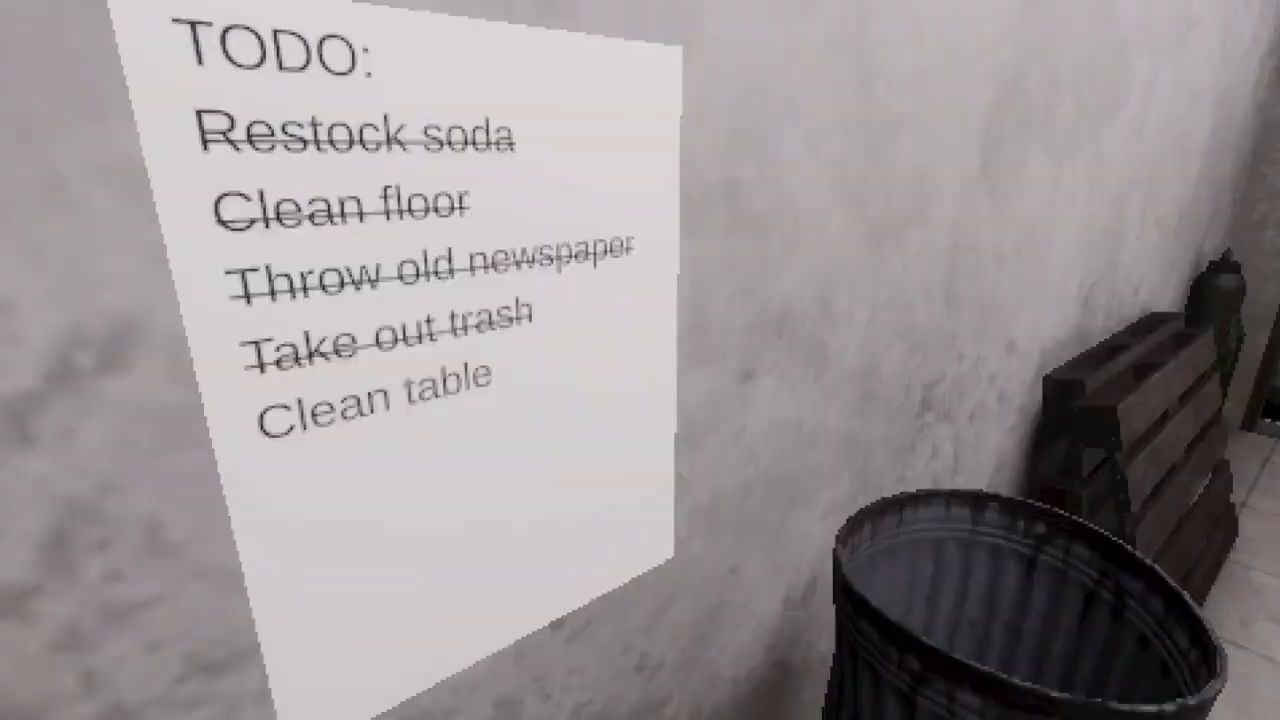 TODO:
Restock soda
Clean floor
Throw old newspaper
Take out trash
Clean table